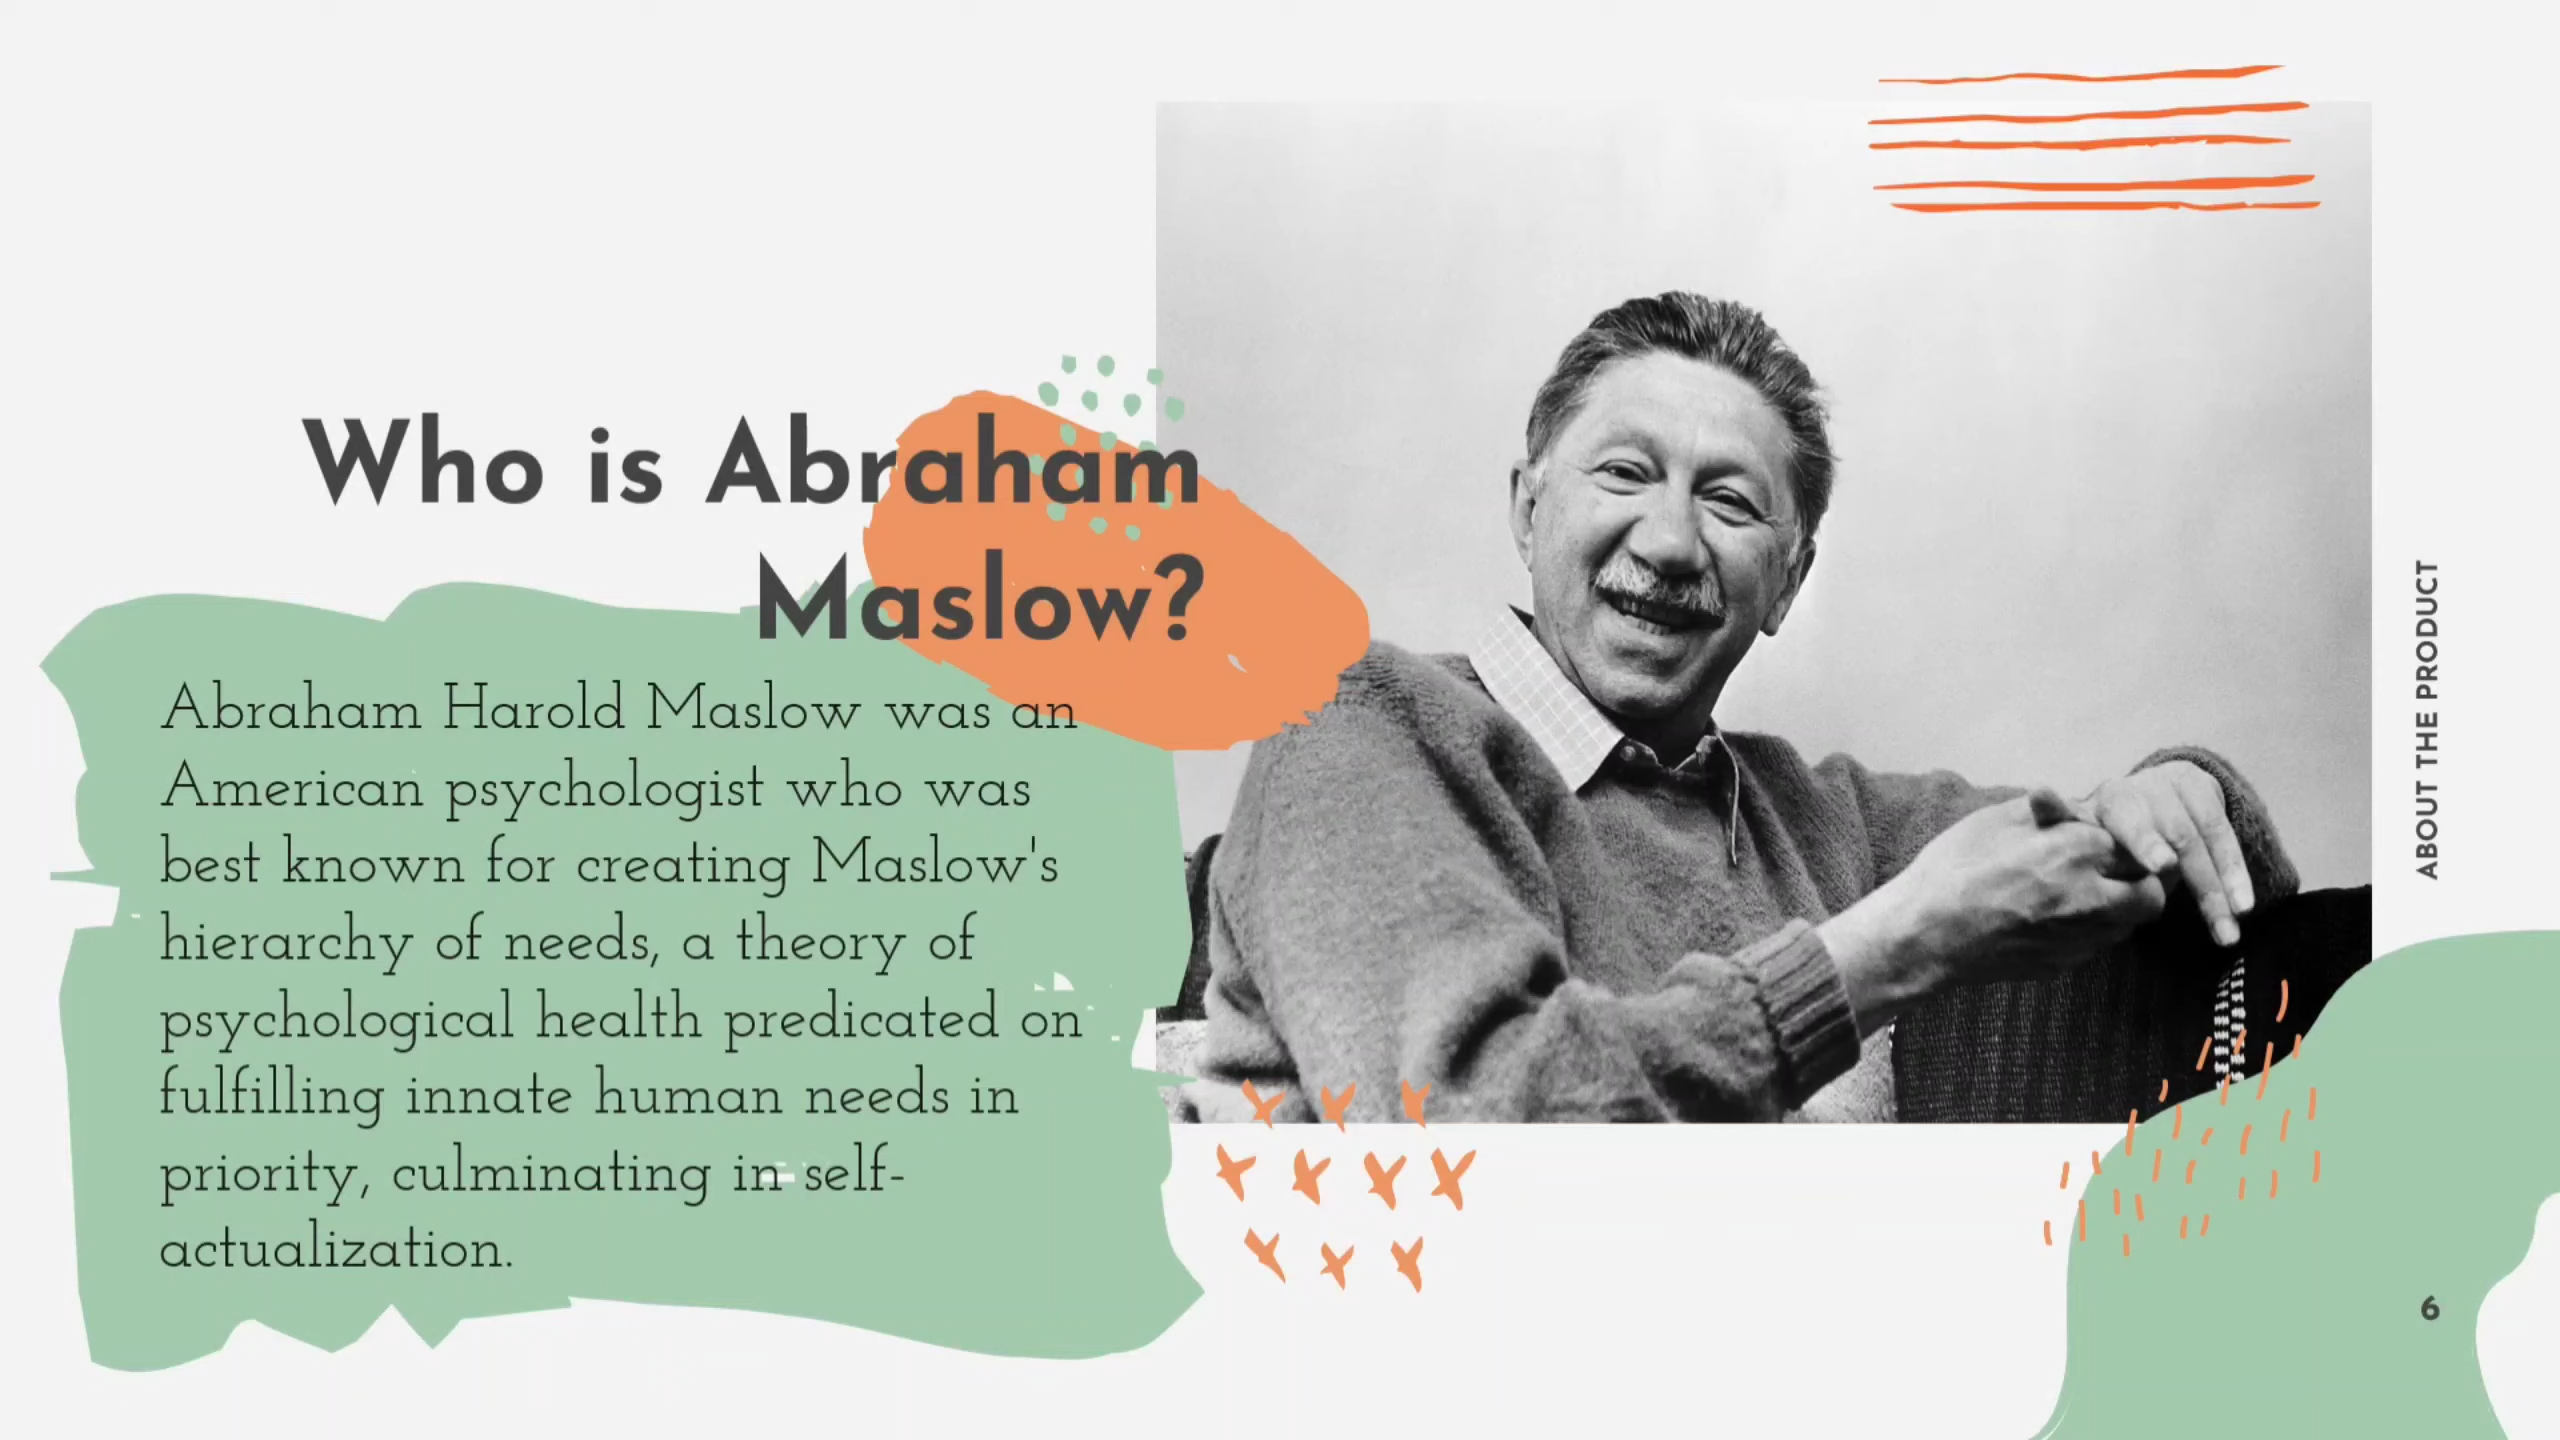 Who is Abraham
Maslow?
Abraham Harold Maslow was an
American psychologist who was
best known for creating Maslow's
hierarchy of needs, a theory of
psychological health predicated on
fulfilling innate human needs in
priority, culminating in self-
actualization.
ABOUT THE PRODUCT
6